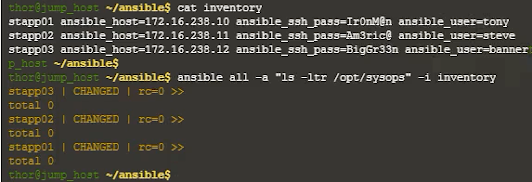 thor@jump_host ~/ansible$ cat inventory
stapp01 ansible_host=172.16.238.10 ansible_ssh_pass=Ir0nM@n ansible_user=tony
stapp02 ansible_host=172.16.238.11 ansible_ssh_pass=Am3ric@ ansible_user=steve
stapp03 ansible_host=172.16.238.12 ansible_ssh_pass=BigGr33n ansible_user=banner
p_host ~/ansible$
thor@jump_host ~/ansible$ ansible all -a "ls -ltr /opt/sysops" -i inventory
stapp03 | CHANGED | rc=0 >>
total 0
stapp02 | CHANGED | rc=0 >>
total 0
stapp01 | CHANGED | rc=0 >>
total 0
thor@jump_host ~/ansible$